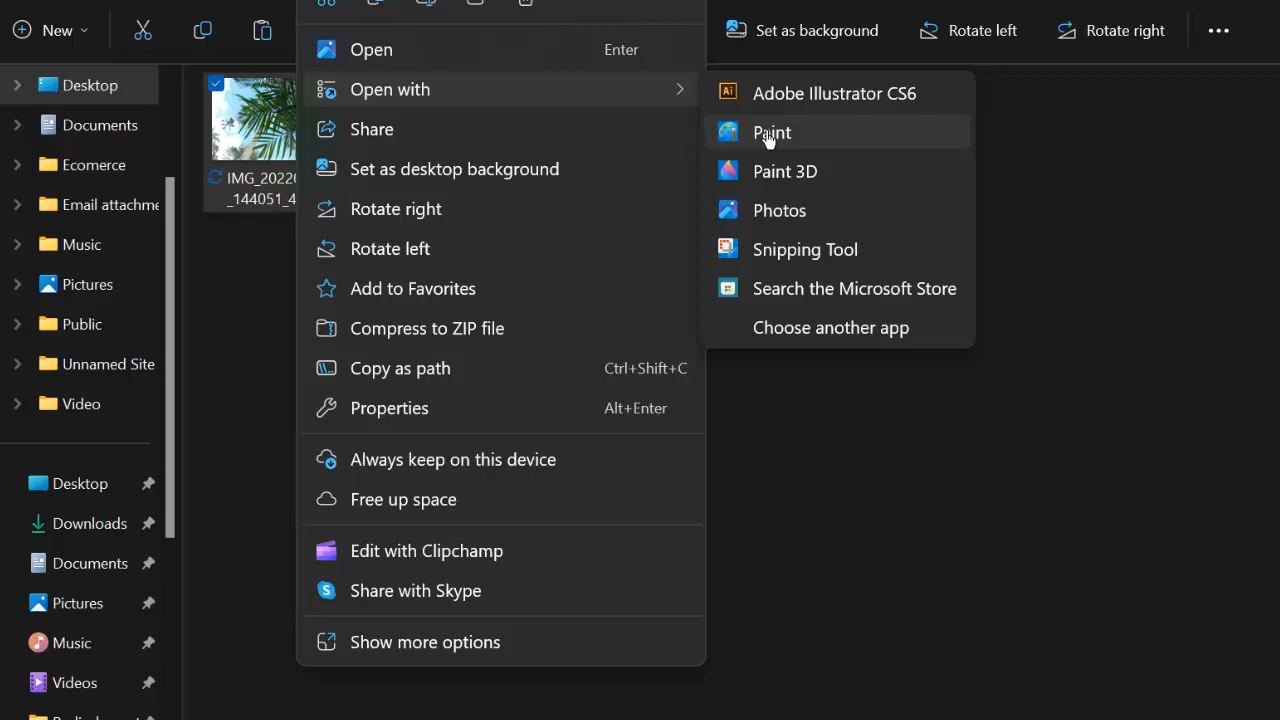 New
Set as background
Rotate left
Rotate right
Desktop
Documents
Ecomerce
Email attachme
Music
Pictures
Public
Unnamed Site
Video
Desktop
Downloads
Documents
Pictures
Music
Videos
IMG_2022
_144051_4
Open Enter
Open with
Share
Set as desktop background
Rotate right
Rotate left
Add to Favorites
Compress to ZIP file
Copy as path Ctrl+Shift+C
Properties Alt+Enter
Always keep on this device
Free up space
Edit with Clipchamp
Share with Skype
Show more options
Ai Adobe Illustrator CS6
Paint
Paint 3D
Photos
Snipping Tool
Search the Microsoft Store
Choose another app